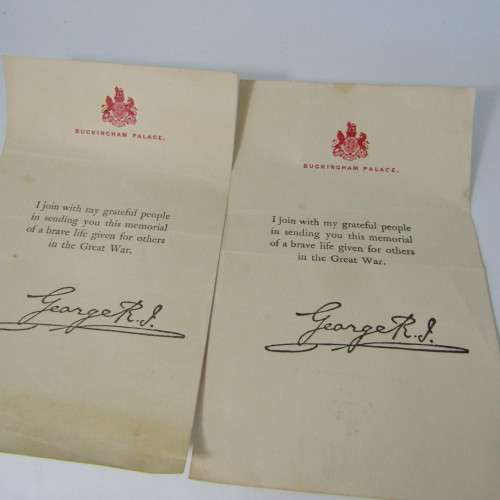 BUCKINGHAM PALACE.
I join with my grateful people
in sending you this memorial
of a brave life given for others
in the Great War.
George R.I.
BUCKINGHAM PALACE.
I join with my grateful people
in sending you this memorial
of a brave life given for others
in the Great War.
George R.I.